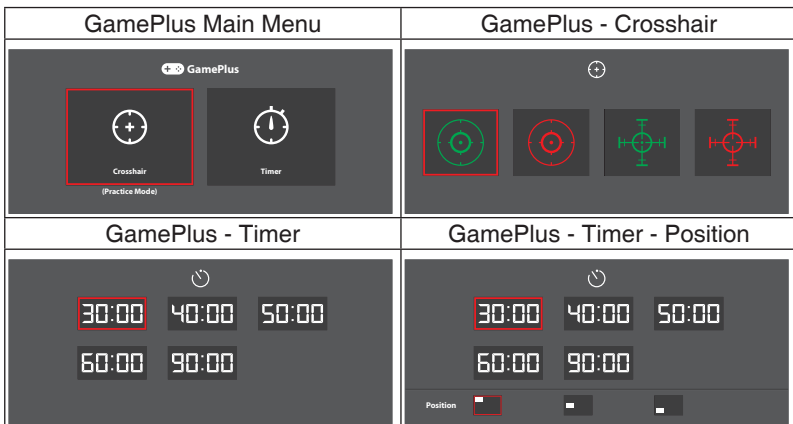 GamePlus Main Menu
GamePlus - Crosshair
GamePlus
Crosshair
Timer
(Practice Mode)
GamePlus - Timer
GamePlus - Timer - Position
30:00 40:00 50:00
60:00 90:00
30:00 40:00 50:00
60:00 90:00
Position